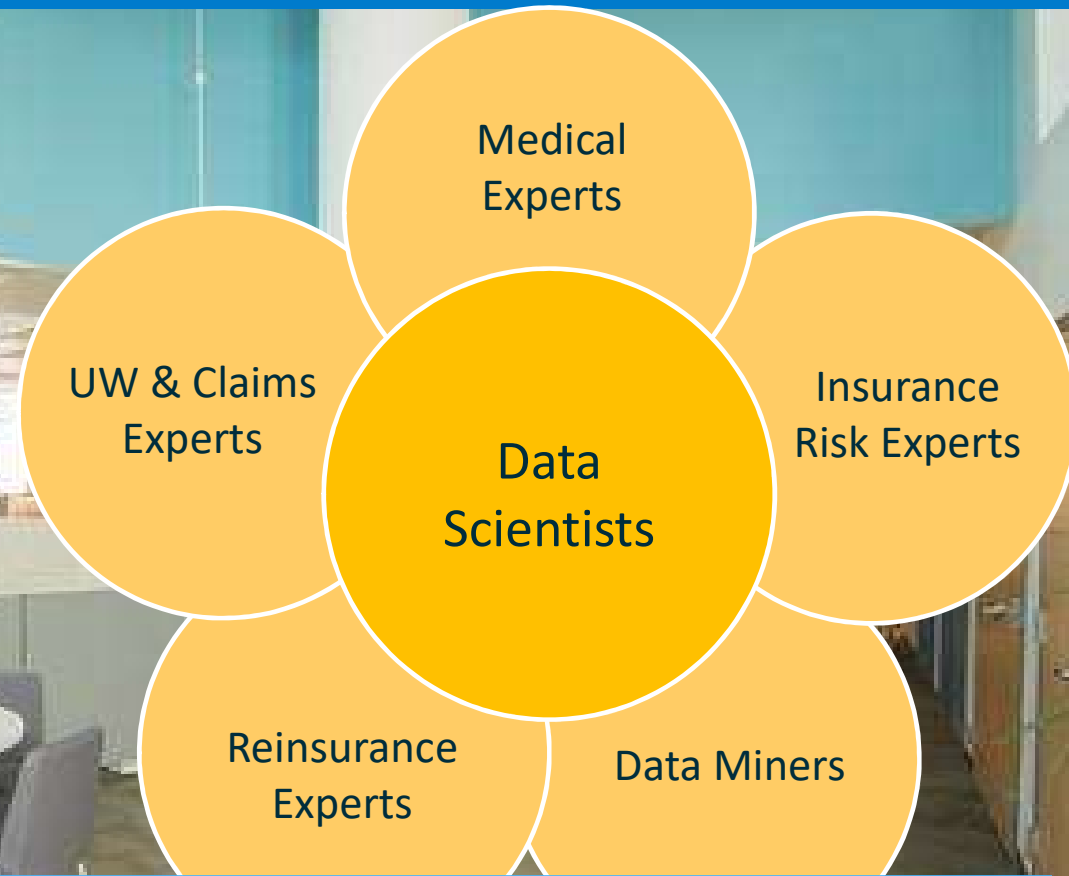 Medical
Experts
UW & Claims
Experts
Insurance
Risk Experts
Data
Scientists
Reinsurance
Experts
Data Miners